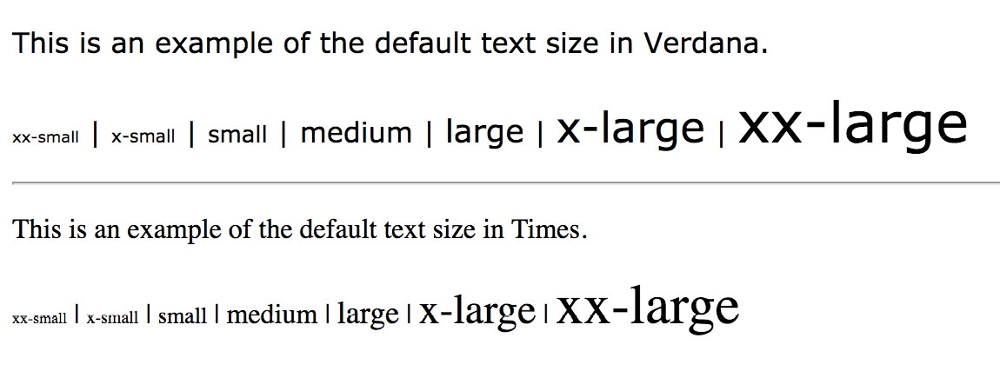 This is an example of the default text size in Verdana.
xx-small | x-small | small | medium | large | x-large | xx-large
This is an example of the default text size in Times.
xx-small | x-small | small | medium | large | x-large | xx-large